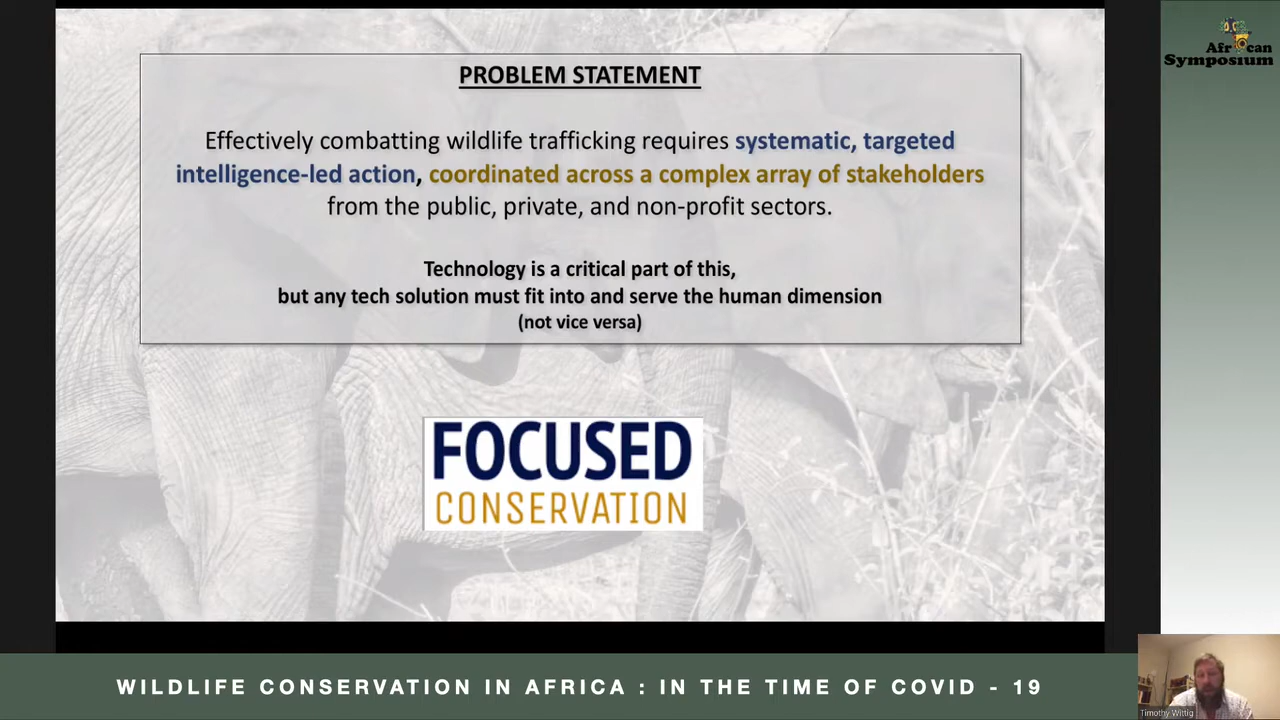 African
Symposium
PROBLEM STATEMENT
Effectively combatting wildlife trafficking requires systematic, targeted
intelligence-led action, coordinated across a complex array of stakeholders
from the public, private, and non-profit sectors.
Technology is a critical part of this,
but any tech solution must fit into and serve the human dimension
(not vice versa)
FOCUSED
CONSERVATION
WILDLIFE CONSERVATION IN AFRICA : IN THE TIME OF COVID - 19
Timothy Wittig